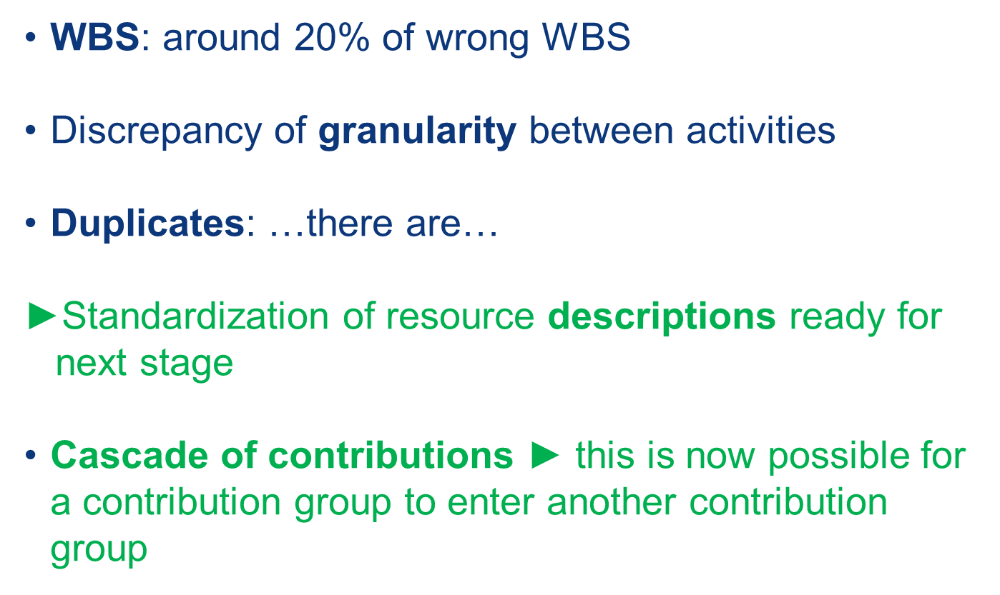 • WBS: around 20% of wrong WBS
• Discrepancy of granularity between activities
• Duplicates: …there are…
►Standardization of resource descriptions ready for
next stage
• Cascade of contributions ► this is now possible for
a contribution group to enter another contribution
group